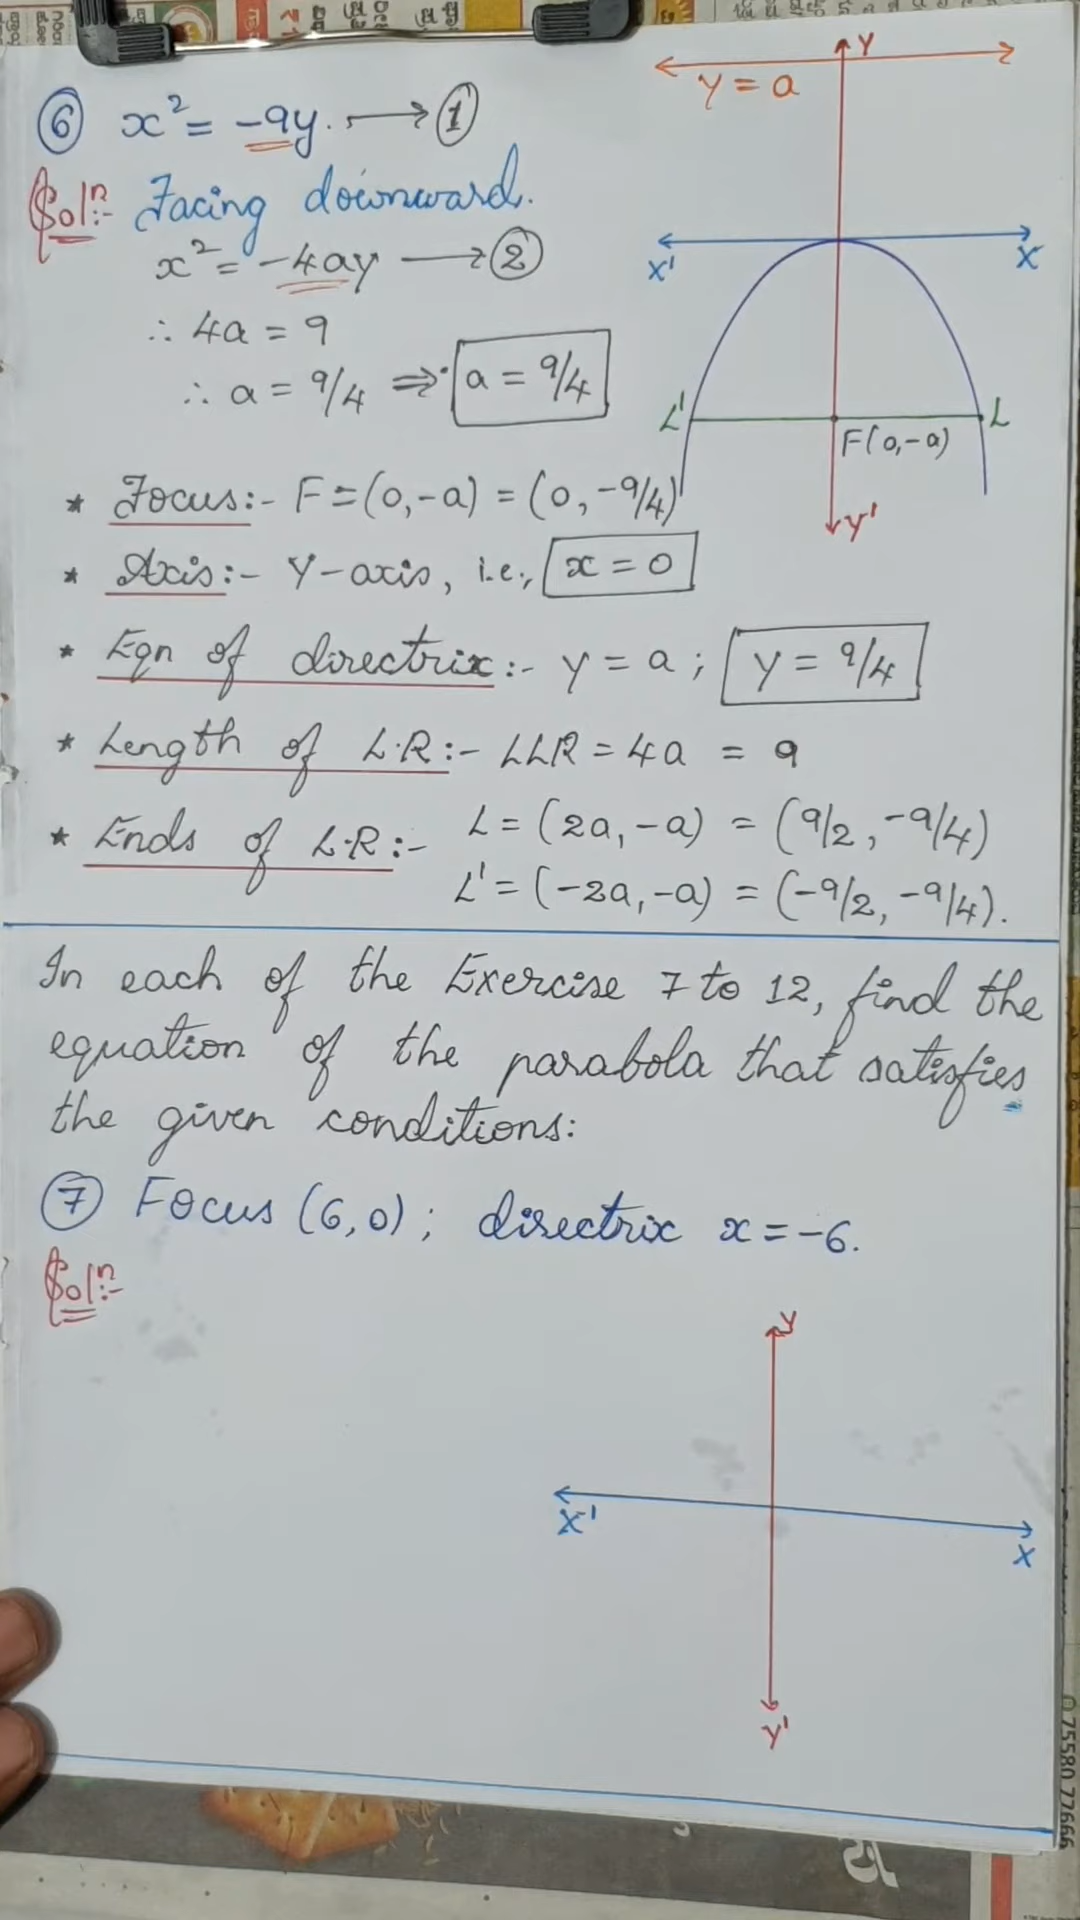 ⑥ x² = -9y. → ①
Solⁿ:- Facing downward.
x² = -4ay → ②
∴ 4a = 9
∴ a = 9/4 ⇒ a = 9/4
Y
y = a
X'
X
L'
L
F(0,-a)
Y'
* Focus:- F = (0,-a) = (0, -9/4)
* Axis:- Y-axis, i.e., x = 0
* Eqn of directrix:- y = a ; y = 9/4
* Length of L.R:- LLR = 4a = 9
* Ends of L.R:- L = (2a, -a) = (9/2, -9/4)
L' = (-2a, -a) = (-9/2, -9/4).
In each of the Exercise 7 to 12, find the
equation of the parabola that satisfies
the given conditions:
⑦ Focus (6,0) ; directrix x = -6.
Solⁿ:-
Y
X'
X
Y'
75580 77666